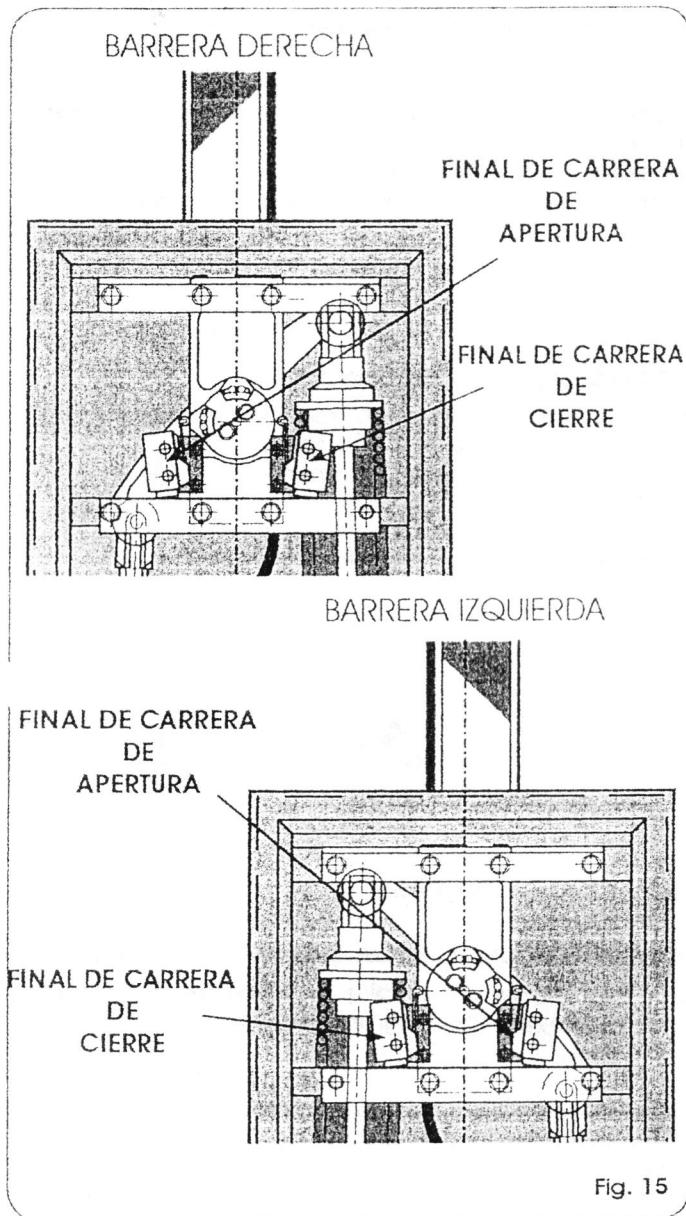 BARRERA DERECHA
FINAL DE CARRERA
DE
APERTURA
FINAL DE CARRERA
DE
CIERRE
BARRERA IZQUIERDA
FINAL DE CARRERA
DE
APERTURA
FINAL DE CARRERA
DE
CIERRE
Fig. 15